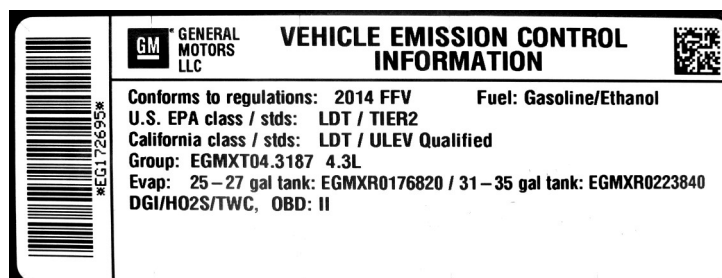 *EG172695*
GM GENERAL
MOTORS
LLC
VEHICLE EMISSION CONTROL
INFORMATION
Conforms to regulations: 2014 FFV Fuel: Gasoline/Ethanol
U.S. EPA class / stds: LDT / TIER2
California class / stds: LDT / ULEV Qualified
Group: EGMXT04.3187 4.3L
Evap: 25-27 gal tank: EGMXR0176820 / 31-35 gal tank: EGMXR0223840
DGI/HO2S/TWC, OBD: II